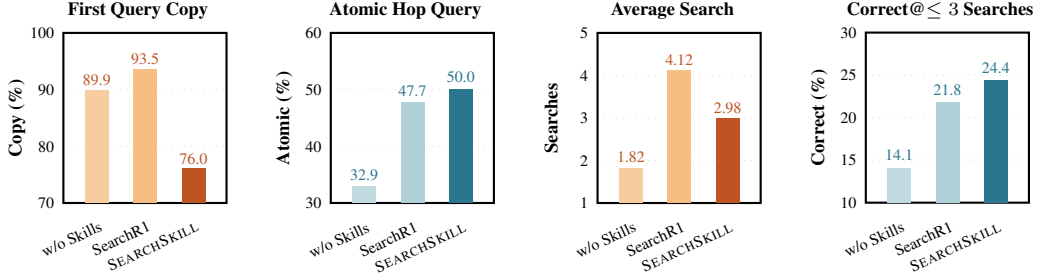 First Query Copy
Copy (%)
100
90
80
70
89.9
93.5
76.0
w/o Skills
SearchR1
SEARCHSKILL
Atomic Hop Query
Atomic (%)
60
50
40
30
32.9
47.7
50.0
w/o Skills
SearchR1
SEARCHSKILL
Average Search
Searches
5
4
3
2
1
1.82
4.12
2.98
w/o Skills
SearchR1
SEARCHSKILL
Correct@≤ 3 Searches
Correct (%)
30
25
20
15
10
14.1
21.8
24.4
w/o Skills
SearchR1
SEARCHSKILL